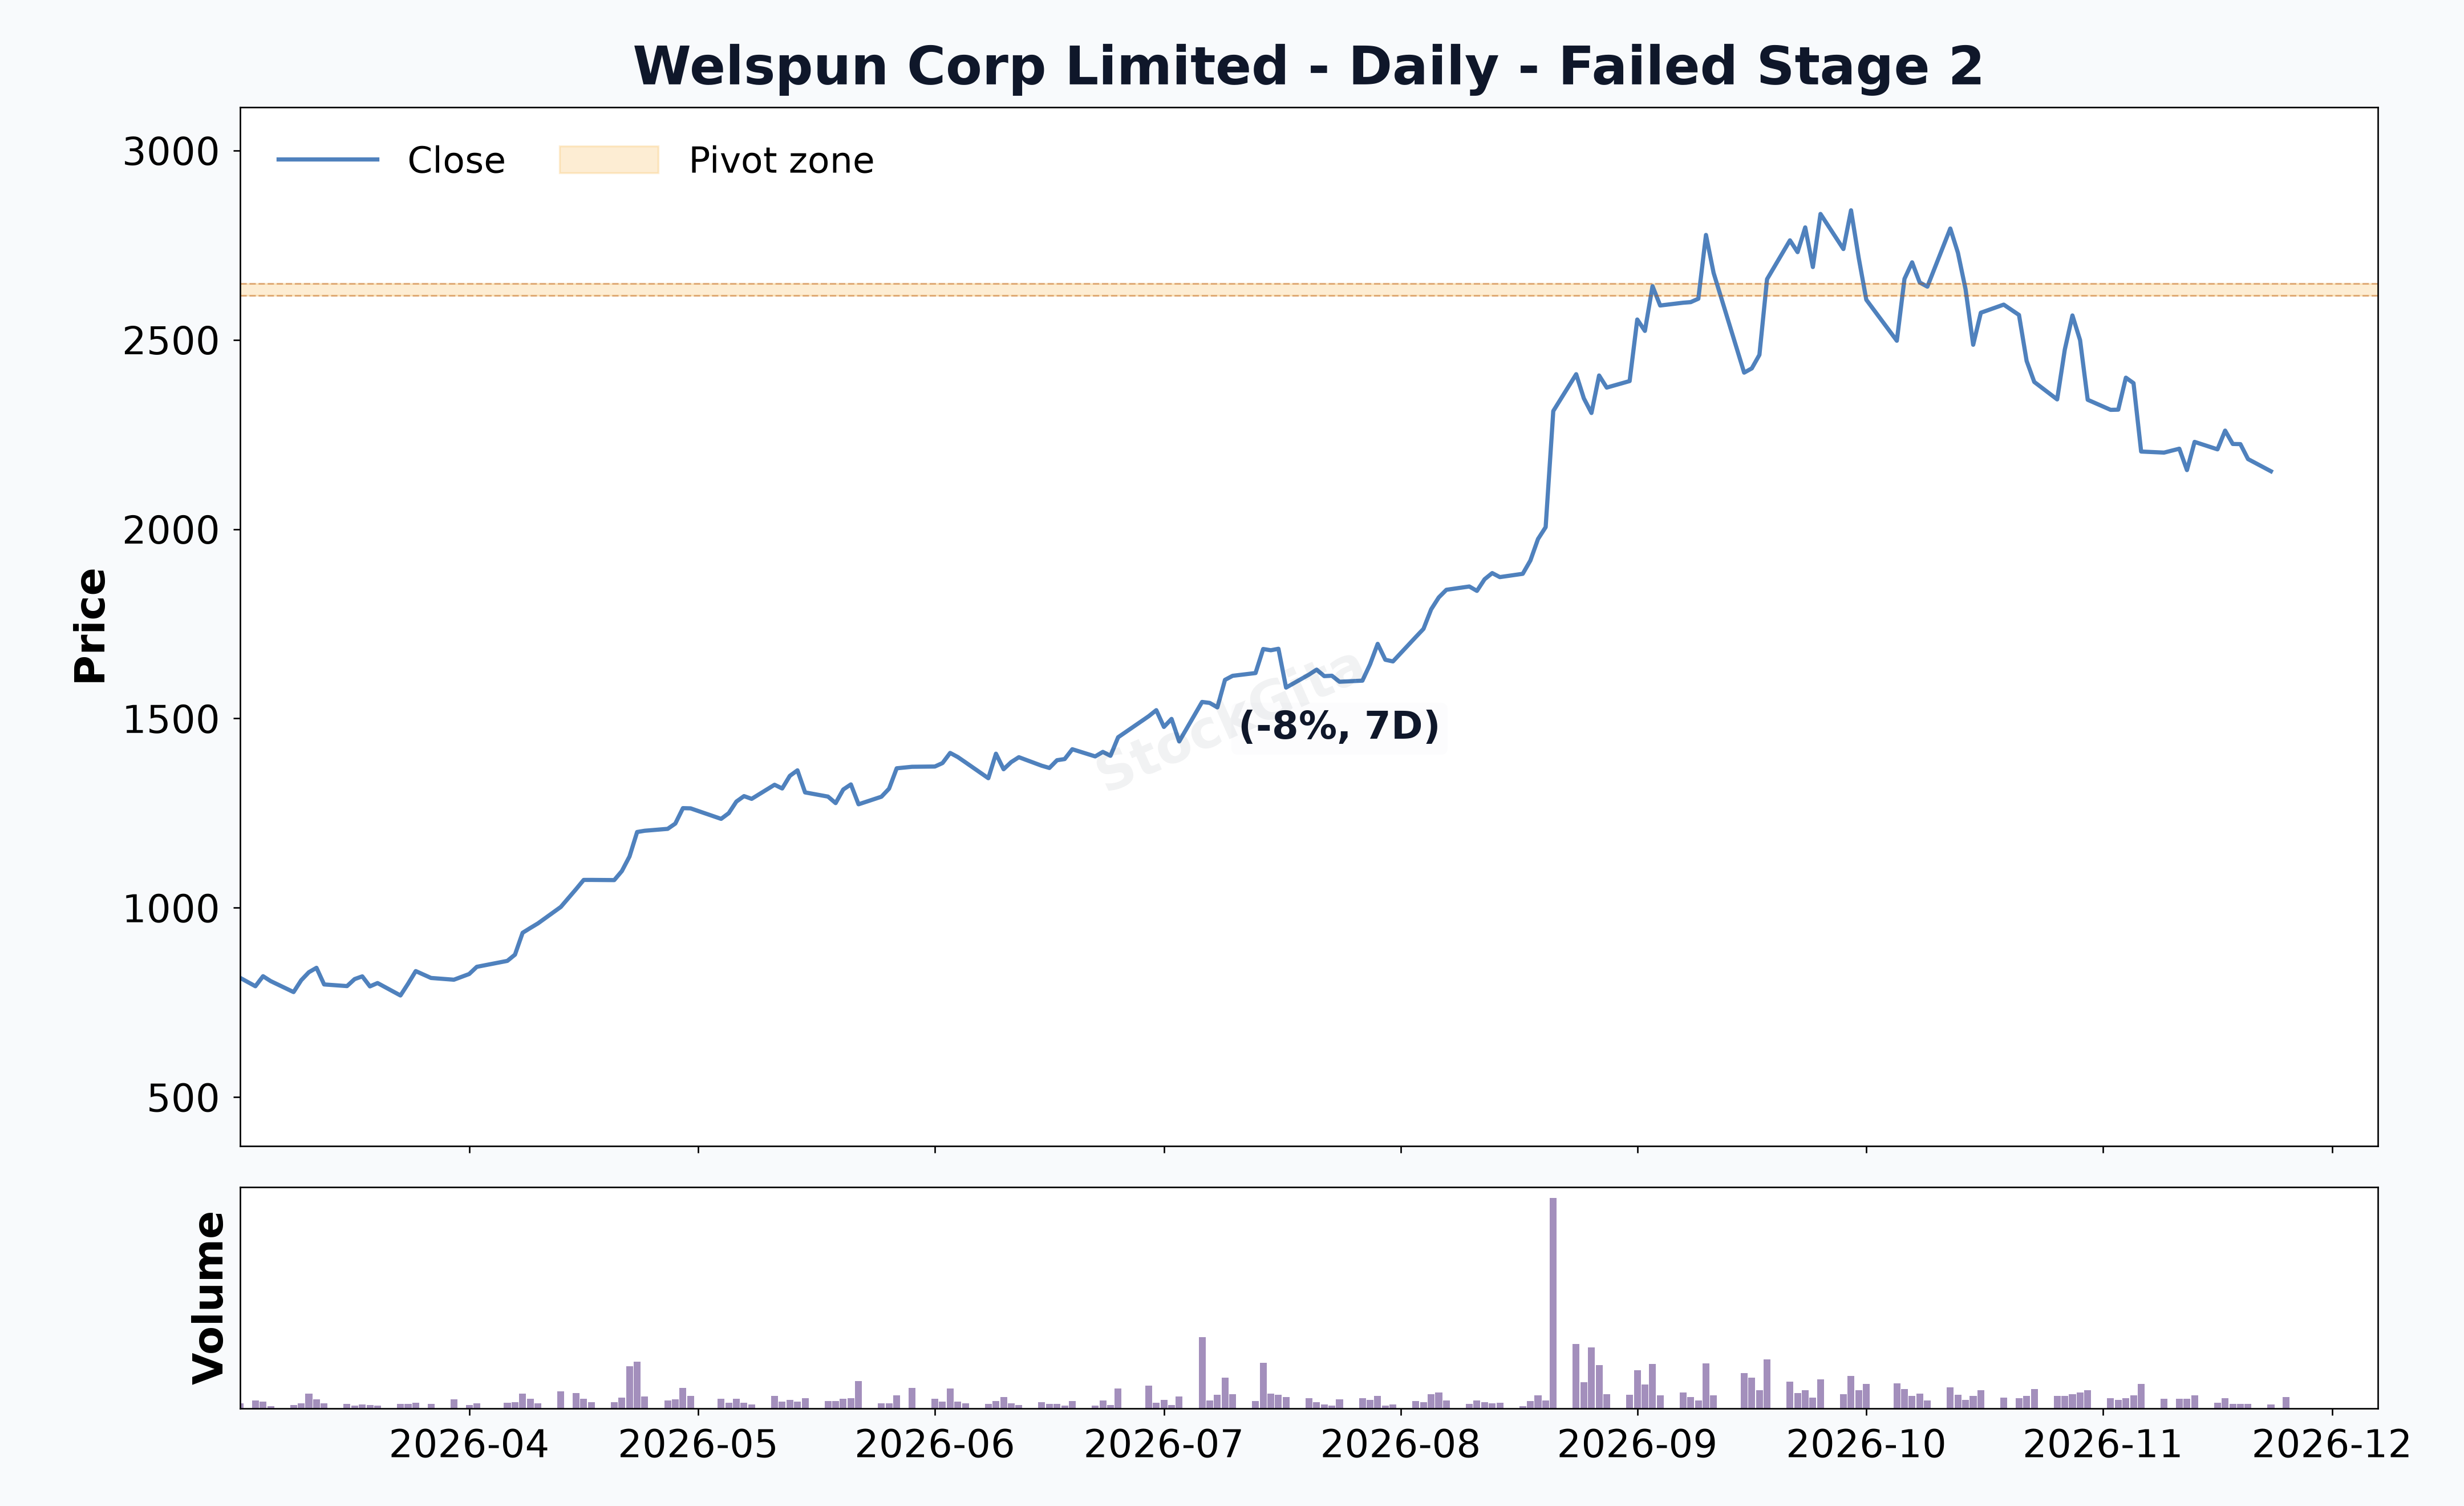 Welspun Corp Limited - Daily - Failed Stage 2
Close
Pivot zone
3000
2500
2000
1500
1000
500
Price
StockGita
(-8%, 7D)
Volume
2026-04
2026-05
2026-06
2026-07
2026-08
2026-09
2026-10
2026-11
2026-12